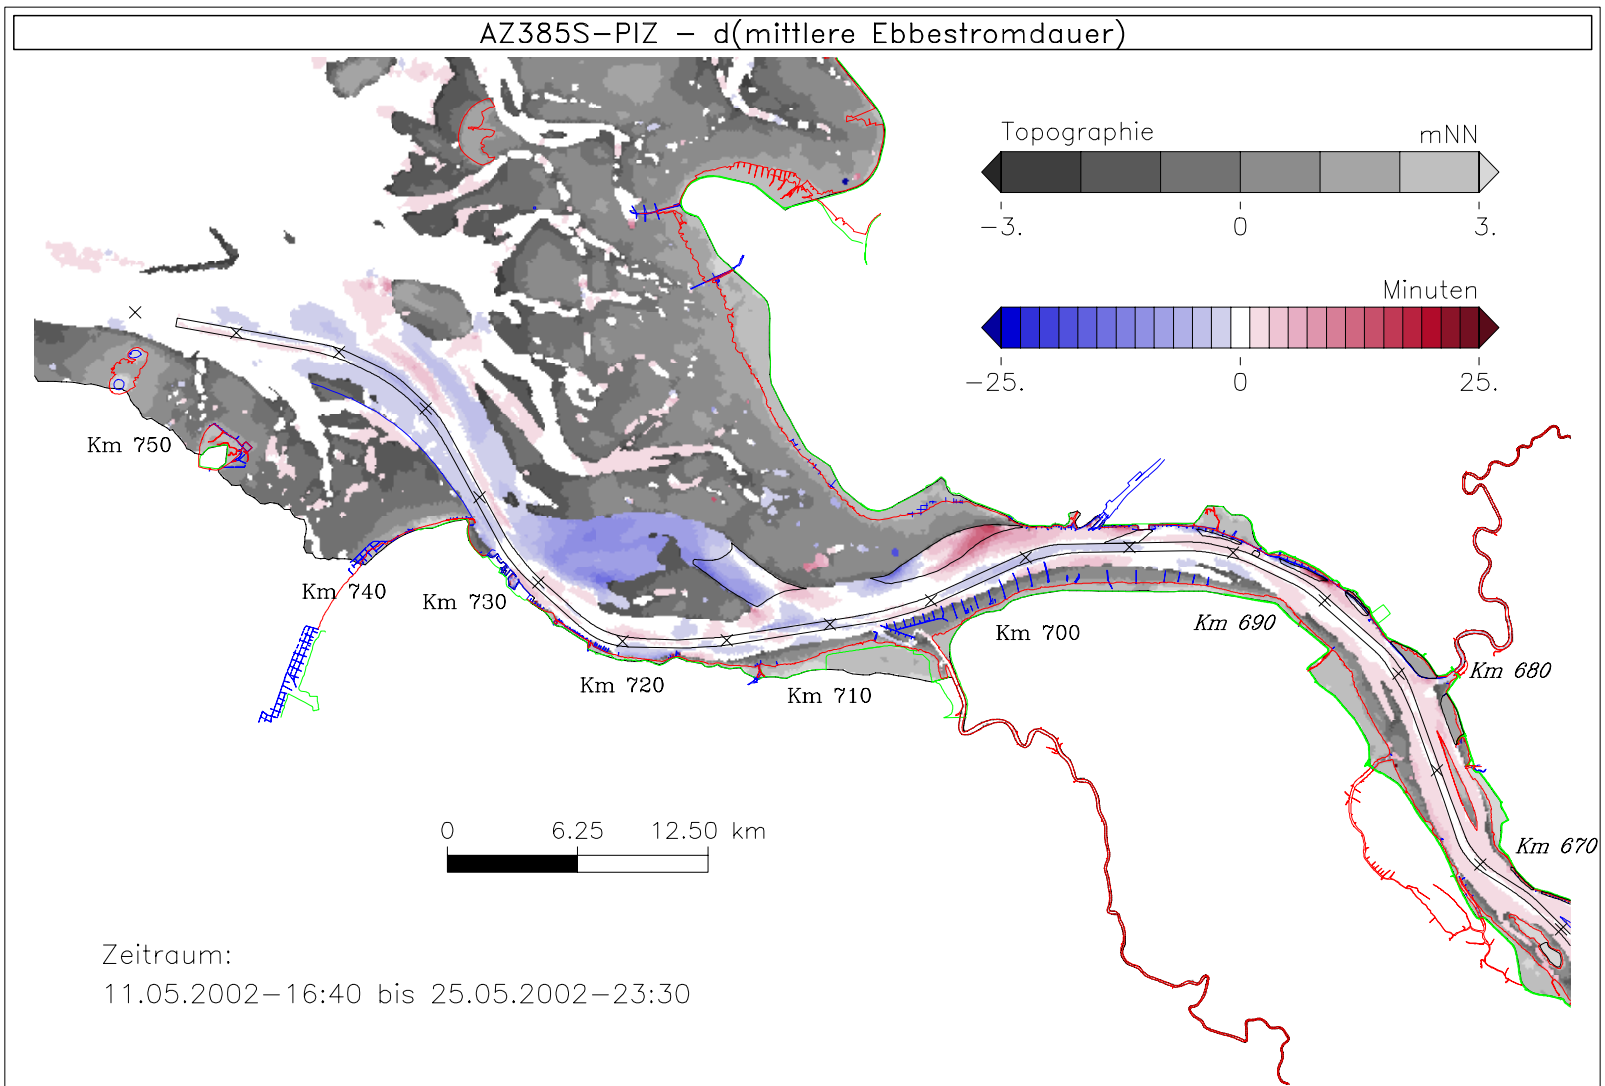 AZ385S-PIZ - d(mittlere Ebbestromdauer)
Topographie mNN
-3. 0 3.
Minuten
-25. 0 25.
Km 750
Km 740
Km 730
Km 720
Km 710
Km 700
Km 690
Km 680
Km 670
0 6.25 12.50 km
Zeitraum:
11.05.2002-16:40 bis 25.05.2002-23:30